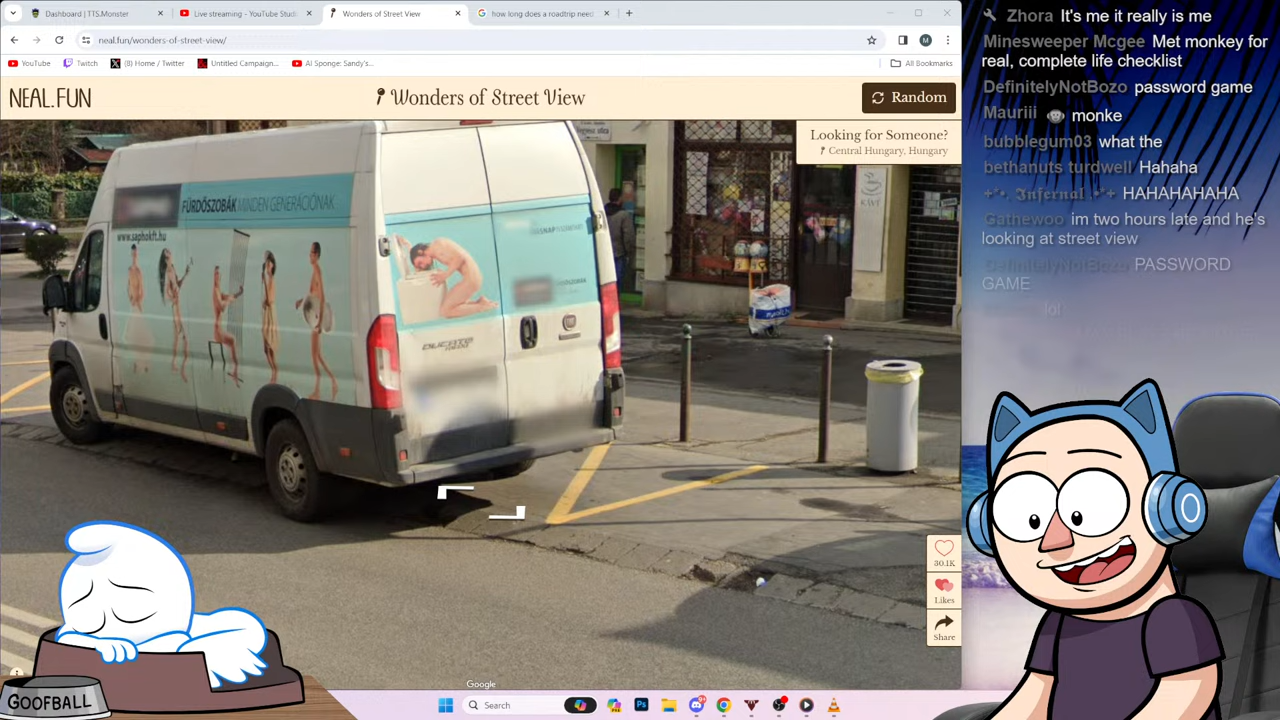 Dashboard | TTS.Monster
Live streaming - YouTube Studi
Wonders of Street View
how long does a roadtrip need
neal.fun/wonders-of-street-view/
YouTube
Twitch
(8) Home / Twitter
Untitled Campaign...
AI Sponge: Sandy's...
All Bookmarks
NEAL.FUN
Wonders of Street View
Random
Looking for Someone?
Central Hungary, Hungary
FÜRDŐSZOBÁK MINDEN GENERÁCIÓNAK
www.saphokft.hu
DUCATO
KÁVÉ
30.1K
Likes
Share
Google
Search
GOOFBALL
Zhora It's me it really is me
Minesweeper Mcgee Met monkey for
real, complete life checklist
DefinitelyNotBozo password game
Mauriii monke
bubblegum03 what the
bethanuts turdwell Hahaha
+*•, 𝕴𝖓𝖋𝖊𝖗𝖓𝖆𝖑 .•*+ HAHAHAHAHA
Gathewoo im two hours late and he's
looking at street view
DefinitelyNotBozo PASSWORD
GAME
lol